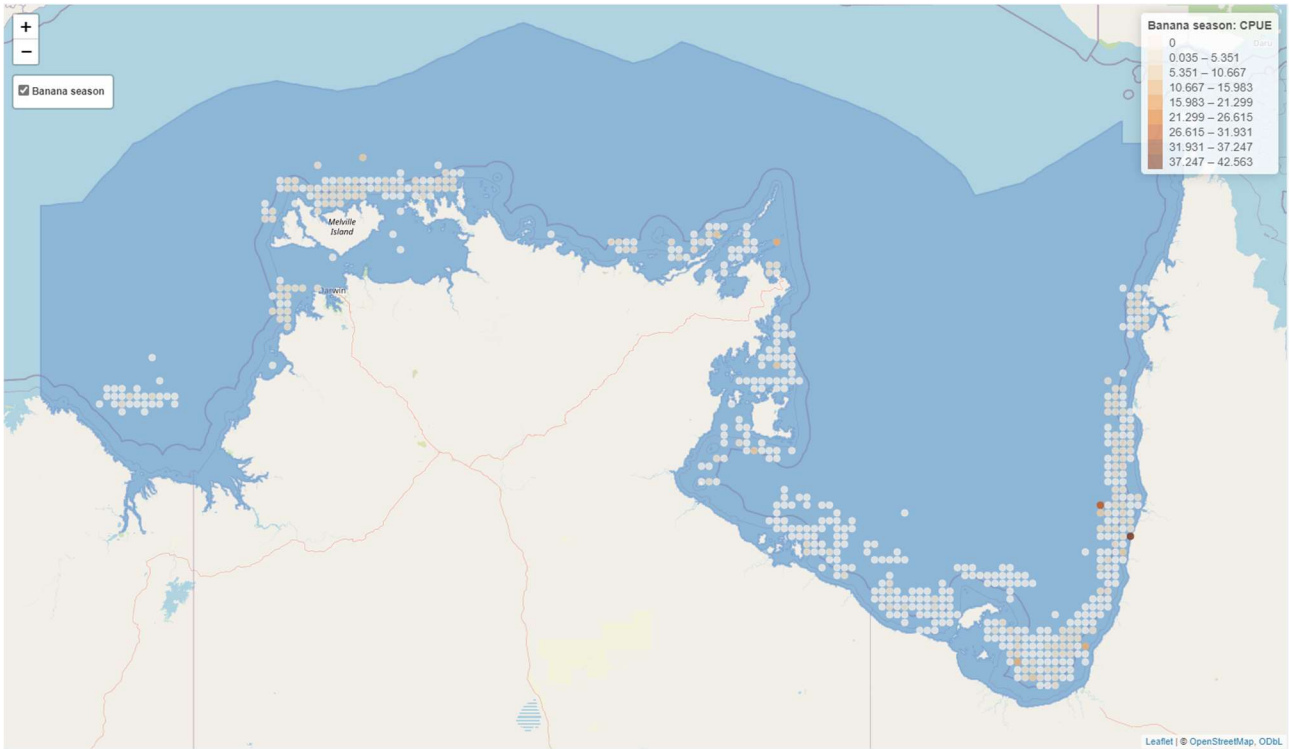 +
−
Banana season
Banana season: CPUE
0
0.035 – 5.351
5.351 – 10.667
10.667 – 15.983
15.983 – 21.299
21.299 – 26.615
26.615 – 31.931
31.931 – 37.247
37.247 – 42.563
Daru
Melville
Island
Darwin
Leaflet | © OpenStreetMap, ODbL